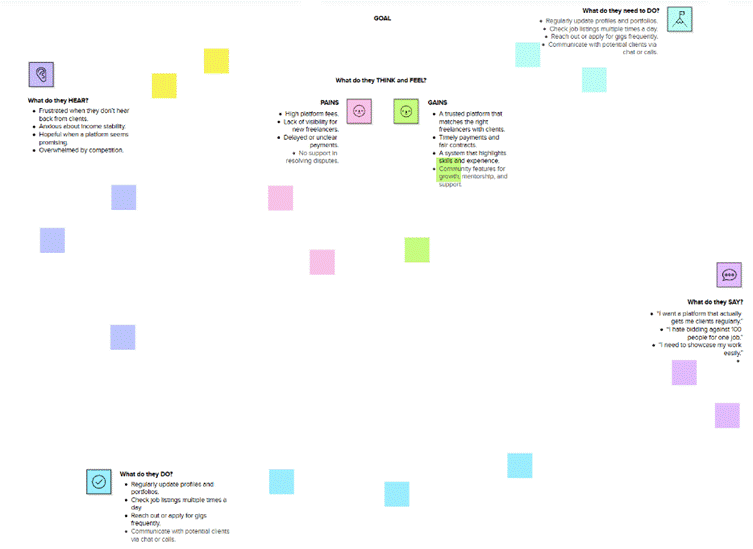 GOAL
What do they need to DO?
• Regularly update profiles and portfolios.
• Check job listings multiple times a day.
• Reach out or apply for gigs frequently.
• Communicate with potential clients via
chat or calls.
What do they HEAR?
• Frustrated when they don't hear
back from clients.
• Anxious about income stability.
• Hopeful when a platform seems
promising.
• Overwhelmed by competition.
What do they THINK and FEEL?
PAINS
• High platform fees.
• Lack of visibility for
new freelancers.
• Delayed or unclear
payments.
• No support in
resolving disputes.
GAINS
• A trusted platform that
matches the right
freelancers with clients.
• Timely payments and
fair contracts.
• A system that highlights
skills and experience.
• Community features for
growth, mentorship, and
support.
What do they SAY?
• "I want a platform that actually
gets me clients regularly."
• "I hate bidding against 100
people for one job."
• "I need to showcase my work
easily."
•
What do they DO?
• Regularly update profiles and
portfolios.
• Check job listings multiple times a
day
• Reach out or apply for gigs
frequently.
• Communicate with potential clients
via chat or calls.